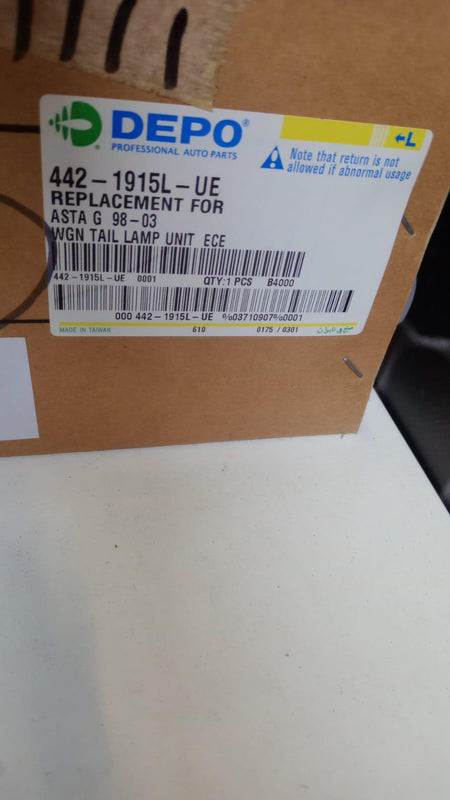 DEPO®
PROFESSIONAL AUTO PARTS
←L
Note that return is not
allowed if abnormal usage
442-1915L-UE
REPLACEMENT FOR
ASTA G 98-03
WGN TAIL LAMP UNIT ECE
442-1915L-UE 0001 QTY:1 PCS B4000
000 442-1915L-UE %03710907%0001
MADE IN TAIWAN 610 0175 / 0301